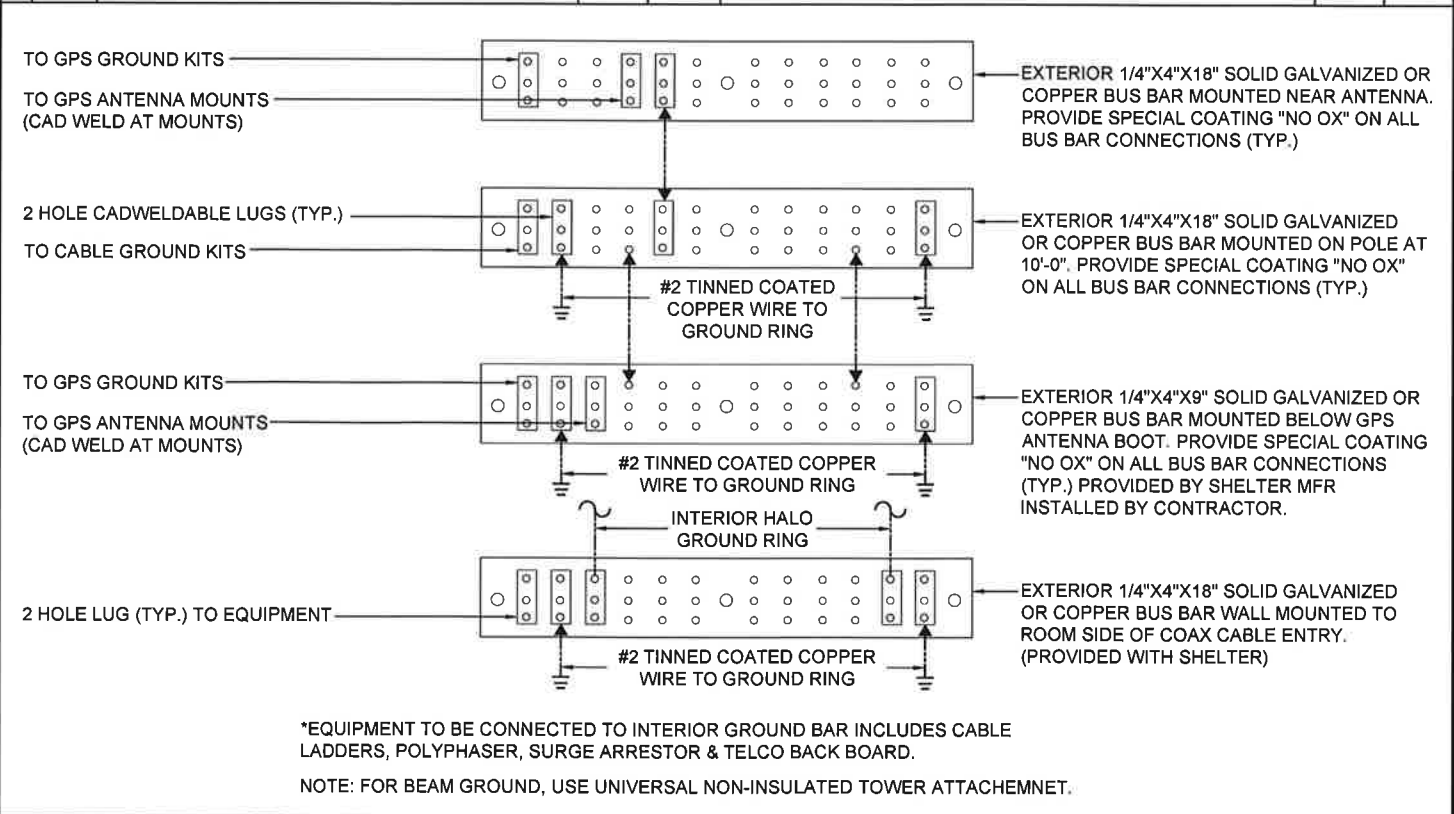 TO GPS GROUND KITS
TO GPS ANTENNA MOUNTS
(CAD WELD AT MOUNTS)
EXTERIOR 1/4"X4"X18" SOLID GALVANIZED OR
COPPER BUS BAR MOUNTED NEAR ANTENNA.
PROVIDE SPECIAL COATING "NO OX" ON ALL
BUS BAR CONNECTIONS (TYP.)
2 HOLE CADWELDABLE LUGS (TYP.)
TO CABLE GROUND KITS
#2 TINNED COATED
COPPER WIRE TO
GROUND RING
EXTERIOR 1/4"X4"X18" SOLID GALVANIZED
OR COPPER BUS BAR MOUNTED ON POLE AT
10'-0". PROVIDE SPECIAL COATING "NO OX"
ON ALL BUS BAR CONNECTIONS (TYP.)
TO GPS GROUND KITS
TO GPS ANTENNA MOUNTS
(CAD WELD AT MOUNTS)
#2 TINNED COATED COPPER
WIRE TO GROUND RING
EXTERIOR 1/4"X4"X9" SOLID GALVANIZED OR
COPPER BUS BAR MOUNTED BELOW GPS
ANTENNA BOOT. PROVIDE SPECIAL COATING
"NO OX" ON ALL BUS BAR CONNECTIONS
(TYP.) PROVIDED BY SHELTER MFR
INSTALLED BY CONTRACTOR.
INTERIOR HALO
GROUND RING
2 HOLE LUG (TYP.) TO EQUIPMENT
#2 TINNED COATED COPPER
WIRE TO GROUND RING
EXTERIOR 1/4"X4"X18" SOLID GALVANIZED
OR COPPER BUS BAR WALL MOUNTED TO
ROOM SIDE OF COAX CABLE ENTRY.
(PROVIDED WITH SHELTER)
*EQUIPMENT TO BE CONNECTED TO INTERIOR GROUND BAR INCLUDES CABLE
LADDERS, POLYPHASER, SURGE ARRESTOR & TELCO BACK BOARD.
NOTE: FOR BEAM GROUND, USE UNIVERSAL NON-INSULATED TOWER ATTACHEMNET.